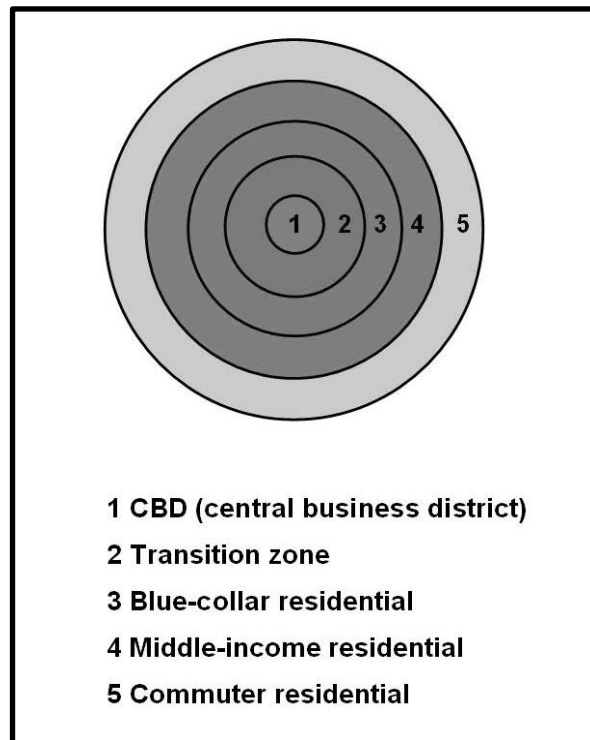 1 2 3 4 5
1 CBD (central business district)
2 Transition zone
3 Blue-collar residential
4 Middle-income residential
5 Commuter residential